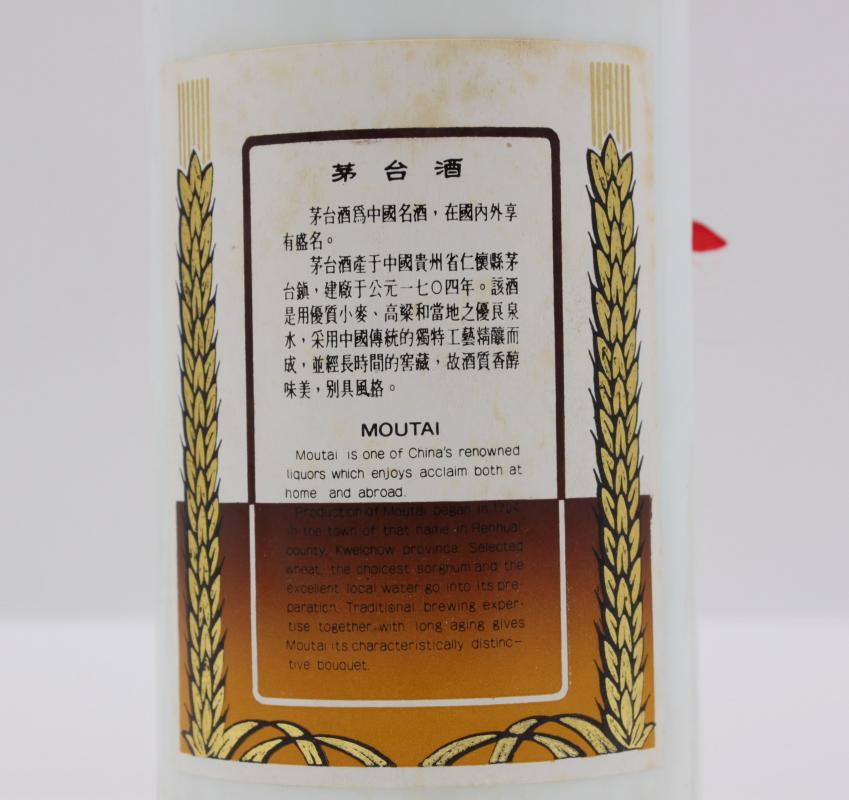 茅台酒
茅台酒爲中國名酒，在國內外享
有盛名。
茅台酒產于中國貴州省仁懷縣茅
台鎮，建廠于公元一七〇四年。該酒
是用優質小麥、高粱和當地之優良泉
水，采用中國傳統的獨特工藝精釀而
成，並經長時間的窖藏，故酒質香醇
味美，別具風格。
MOUTAI
Moutai is one of China's renowned
liquors which enjoys acclaim both at
home and abroad.
Production of Moutai began in 1704
in the town of that name in Renhuai
county, Kweichow province. Selected
wheat, the choicest sorghum and the
excellent local water go into its pre-
paration. Traditional brewing exper-
tise together with long aging gives
Moutai its characteristically distinc-
tive bouquet.